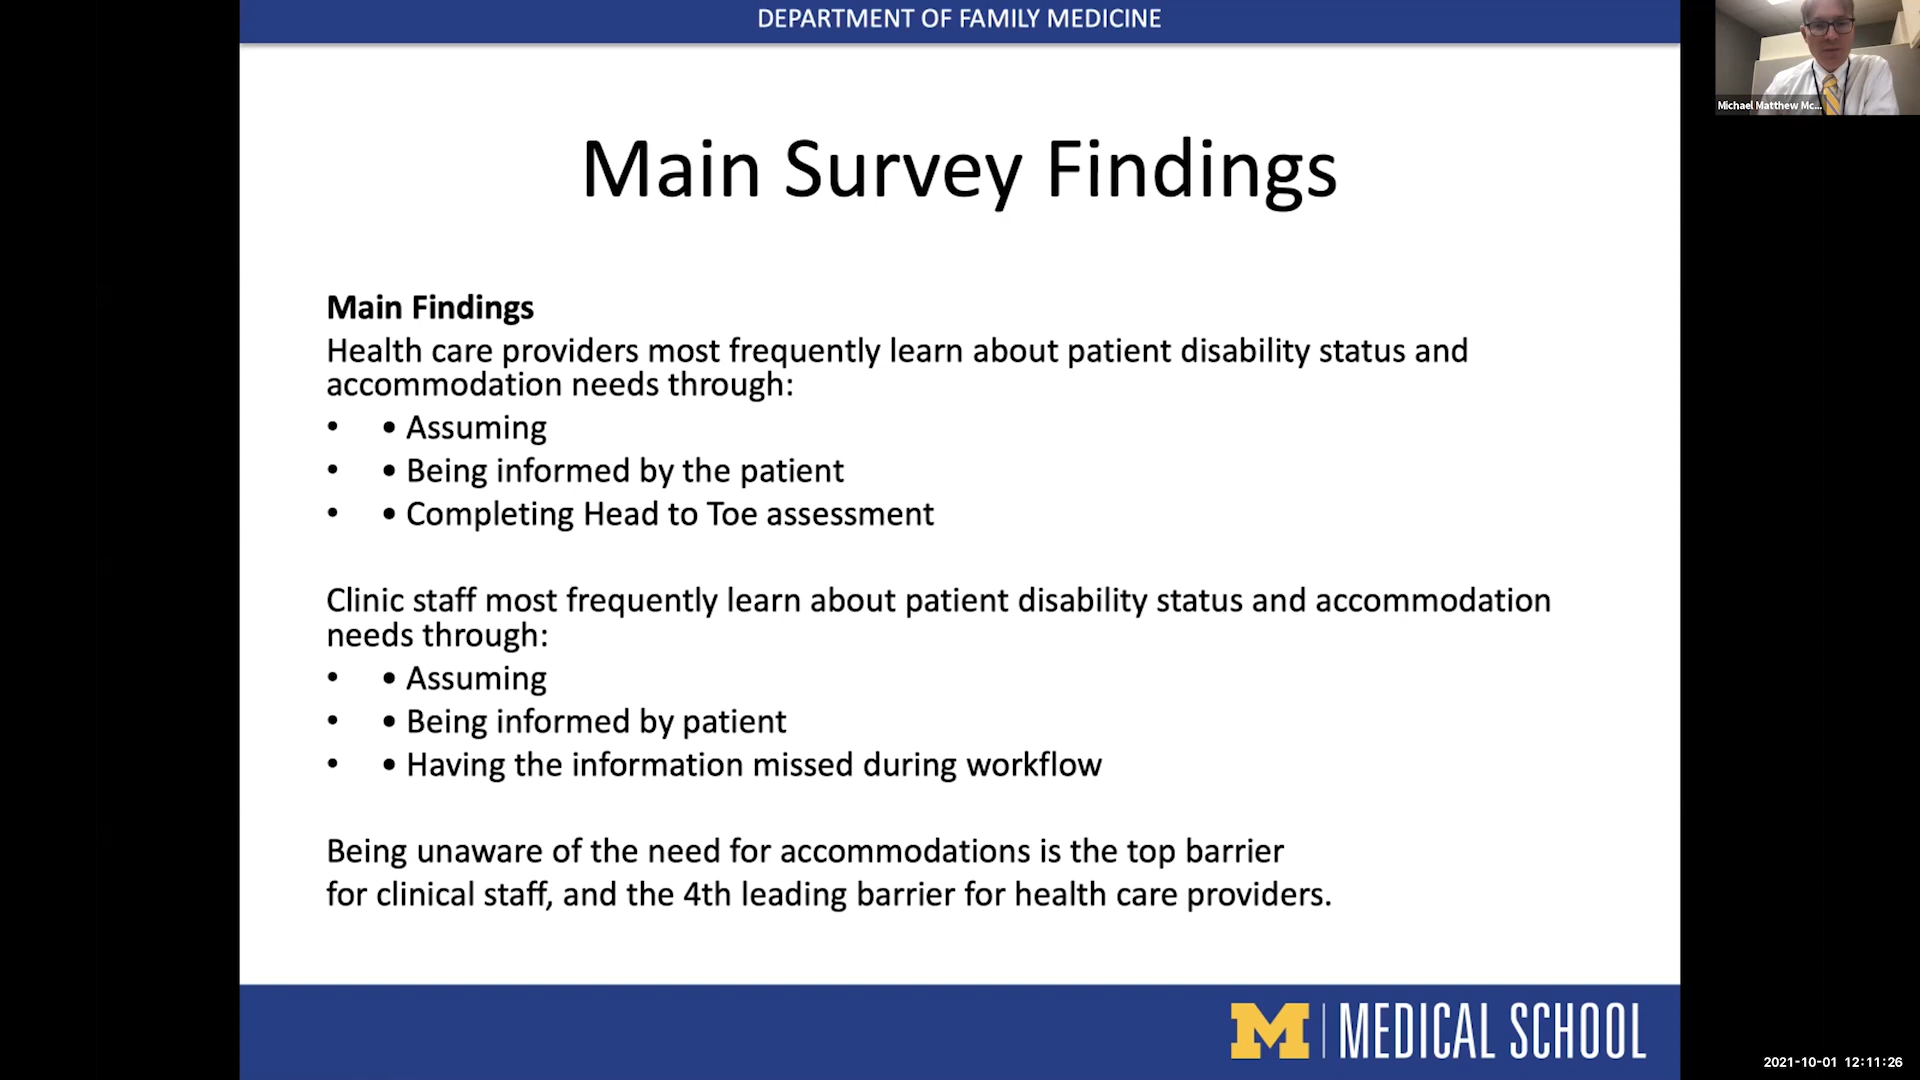 DEPARTMENT OF FAMILY MEDICINE
Michael Matthew Mc...
Main Survey Findings
Main Findings
Health care providers most frequently learn about patient disability status and
accommodation needs through:
• • Assuming
• • Being informed by the patient
• • Completing Head to Toe assessment
Clinic staff most frequently learn about patient disability status and accommodation
needs through:
• • Assuming
• • Being informed by patient
• • Having the information missed during workflow
Being unaware of the need for accommodations is the top barrier
for clinical staff, and the 4th leading barrier for health care providers.
M | MEDICAL SCHOOL
2021-10-01 12:11:26